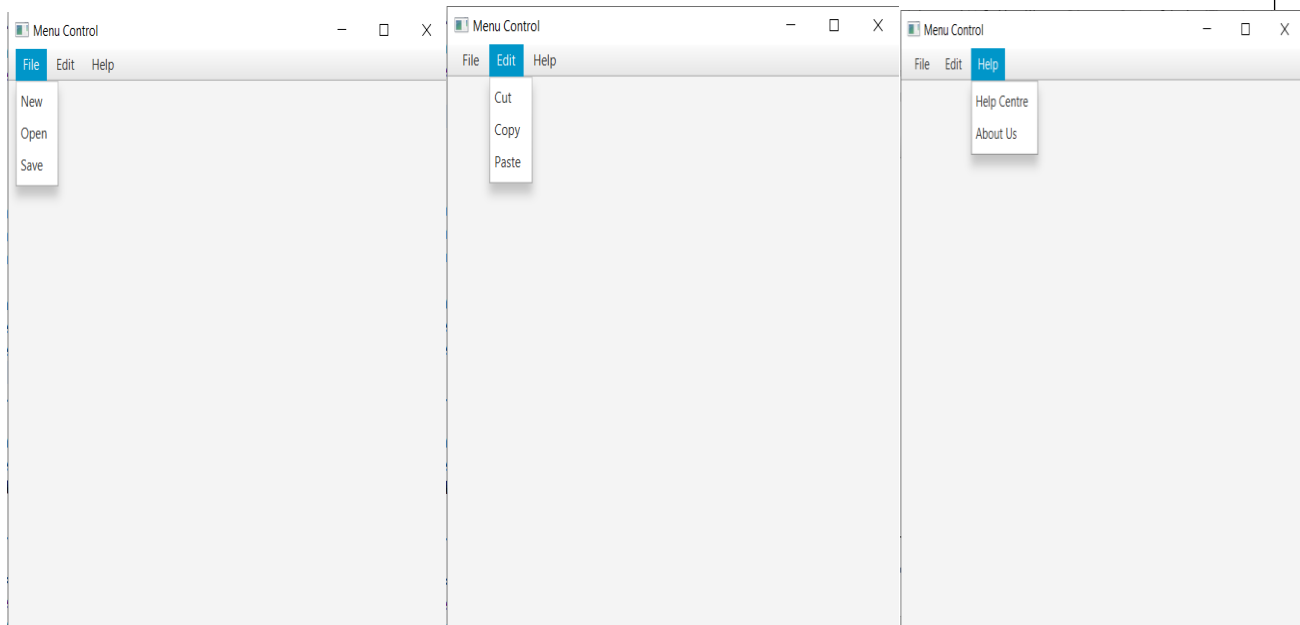 Menu Control
File Edit Help
New
Open
Save
Menu Control
File Edit Help
Cut
Copy
Paste
Menu Control
File Edit Help
Help Centre
About Us